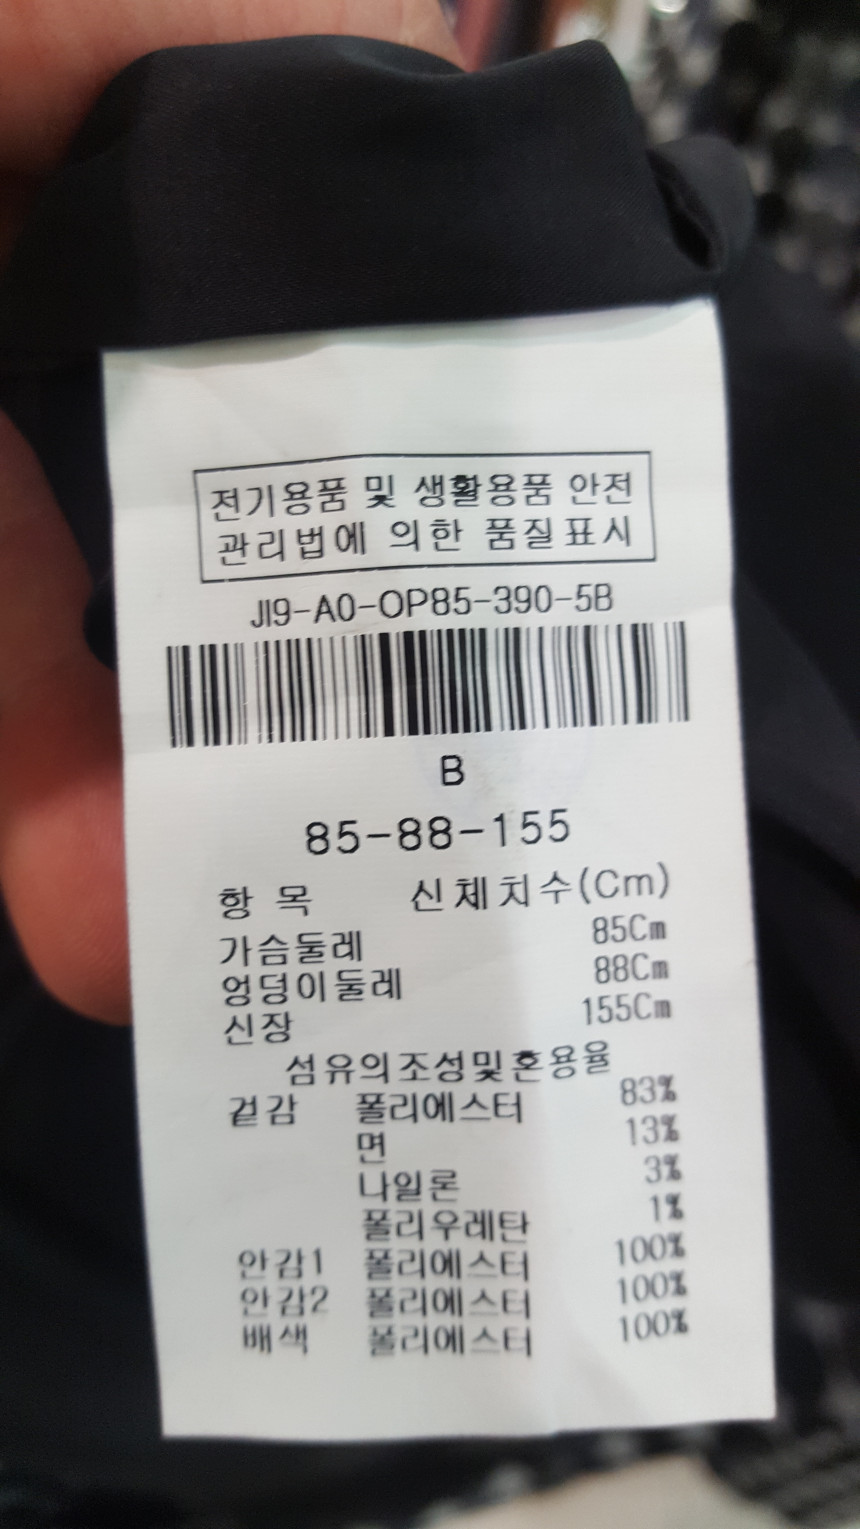 전기용품 및 생활용품 안전
관리법에 의한 품질표시
JI9-A0-OP85-390-5B
B
85-88-155
항 목 신체치수(Cm)
가슴둘레 85Cm
엉덩이둘레 88Cm
신장 155Cm
섬유의조성및혼용율
겉감 폴리에스터 83%
면 13%
나일론 3%
폴리우레탄 1%
안감1 폴리에스터 100%
안감2 폴리에스터 100%
배색 폴리에스터 100%